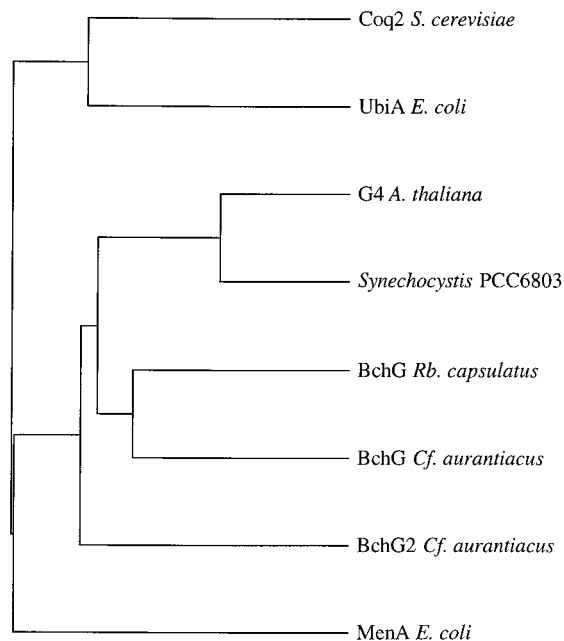 Coq2 S. cerevisiae
UbiA E. coli
G4 A. thaliana
Synechocystis PCC6803
BchG Rb. capsulatus
BchG Cf. aurantiacus
BchG2 Cf. aurantiacus
MenA E. coli